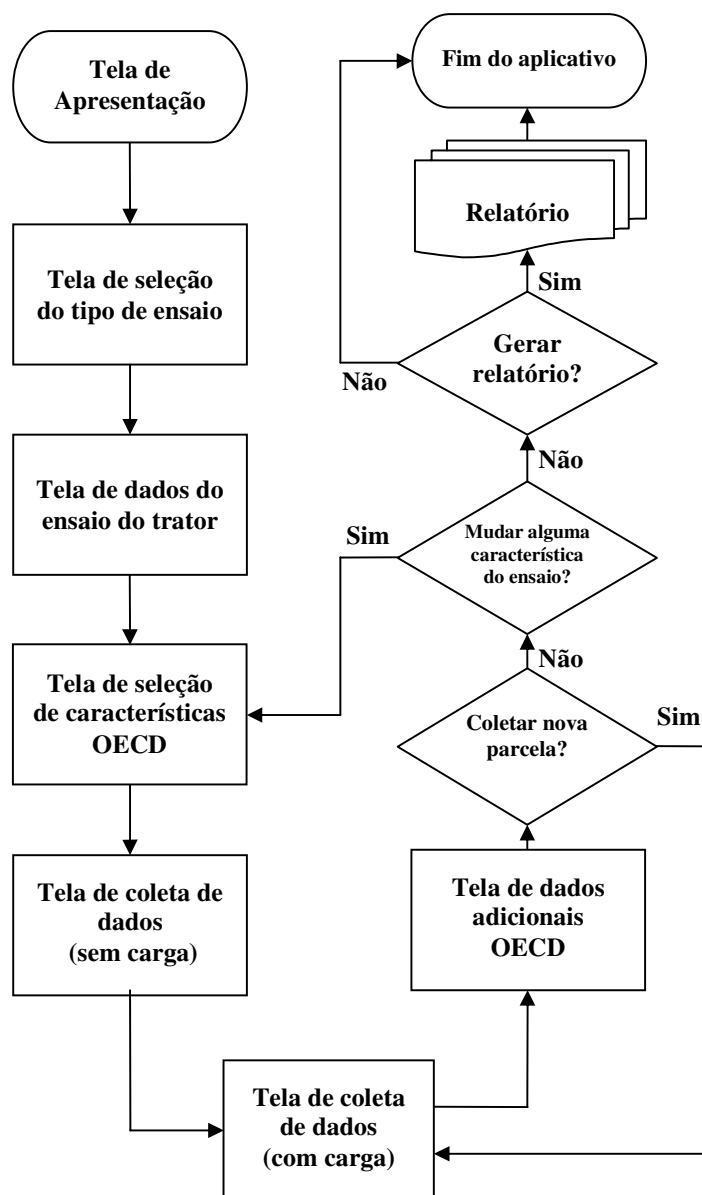 Tela de
Apresentação
Tela de seleção
do tipo de ensaio
Tela de dados do
ensaio do trator
Tela de seleção
de características
OECD
Tela de coleta de
dados
(sem carga)
Tela de coleta
de dados
(com carga)
Tela de dados
adicionais
OECD
Coletar nova
parcela?
Sim
Não
Mudar alguma
característica
do ensaio?
Sim
Não
Gerar
relatório?
Não
Sim
Relatório
Fim do aplicativo